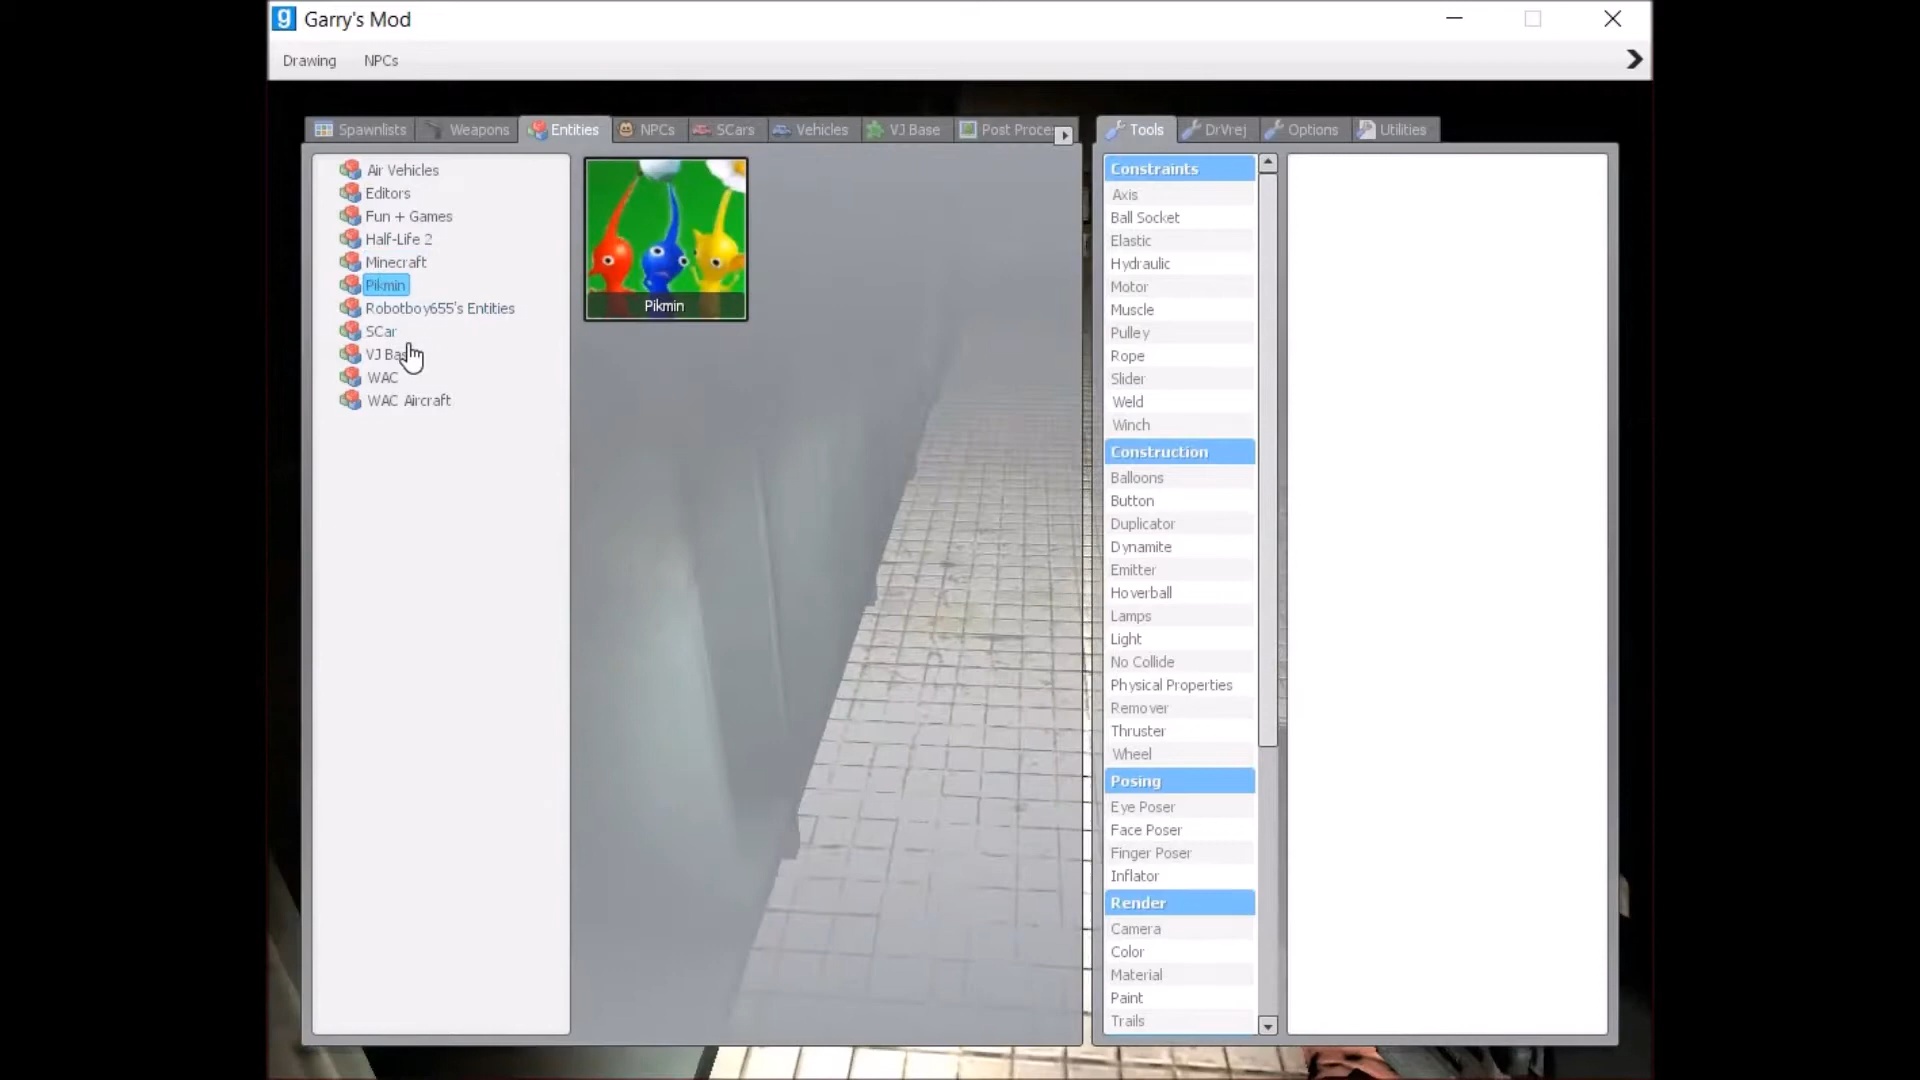 Garry's Mod
Drawing NPCs
Spawnlists Weapons Entities NPCs SCars Vehicles VJ Base Post Proce
Tools DrVrej Options Utilities
Air Vehicles
Editors
Fun + Games
Half-Life 2
Minecraft
Pikmin
Robotboy655's Entities
SCar
VJ Bas
WAC
WAC Aircraft
Pikmin
Constraints
Axis
Ball Socket
Elastic
Hydraulic
Motor
Muscle
Pulley
Rope
Slider
Weld
Winch
Construction
Balloons
Button
Duplicator
Dynamite
Emitter
Hoverball
Lamps
Light
No Collide
Physical Properties
Remover
Thruster
Wheel
Posing
Eye Poser
Face Poser
Finger Poser
Inflator
Render
Camera
Color
Material
Paint
Trails